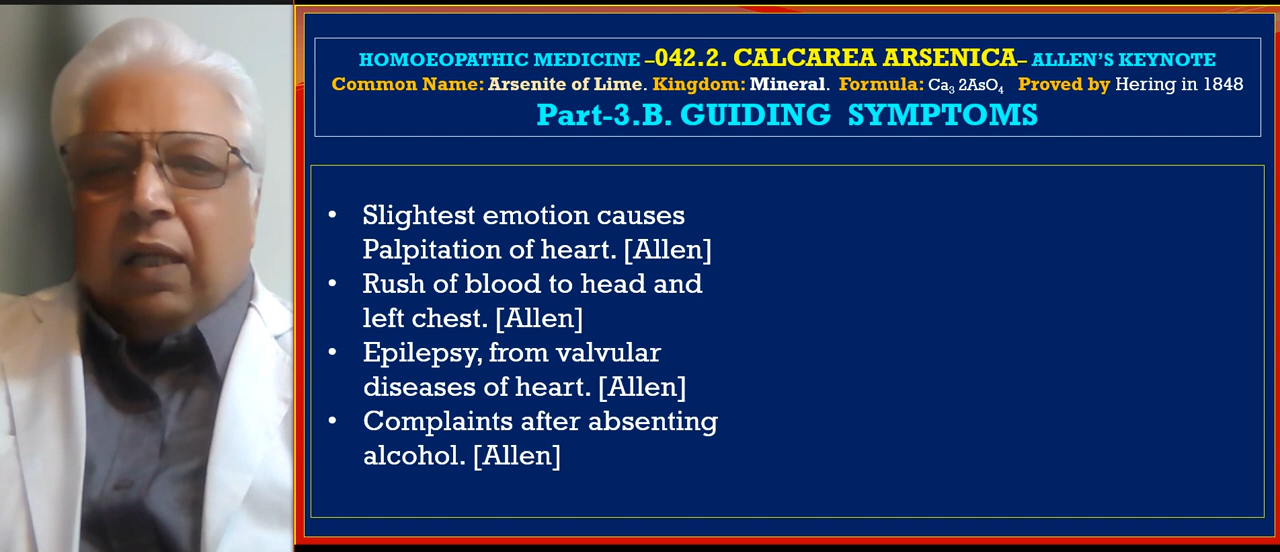 HOMOEOPATHIC MEDICINE –042.2. CALCAREA ARSENICA– ALLEN'S KEYNOTE
Common Name: Arsenite of Lime. Kingdom: Mineral. Formula: Ca₃ 2AsO₄ Proved by Hering in 1848
Part-3.B. GUIDING SYMPTOMS
• Slightest emotion causes
Palpitation of heart. [Allen]
• Rush of blood to head and
left chest. [Allen]
• Epilepsy, from valvular
diseases of heart. [Allen]
• Complaints after absenting
alcohol. [Allen]